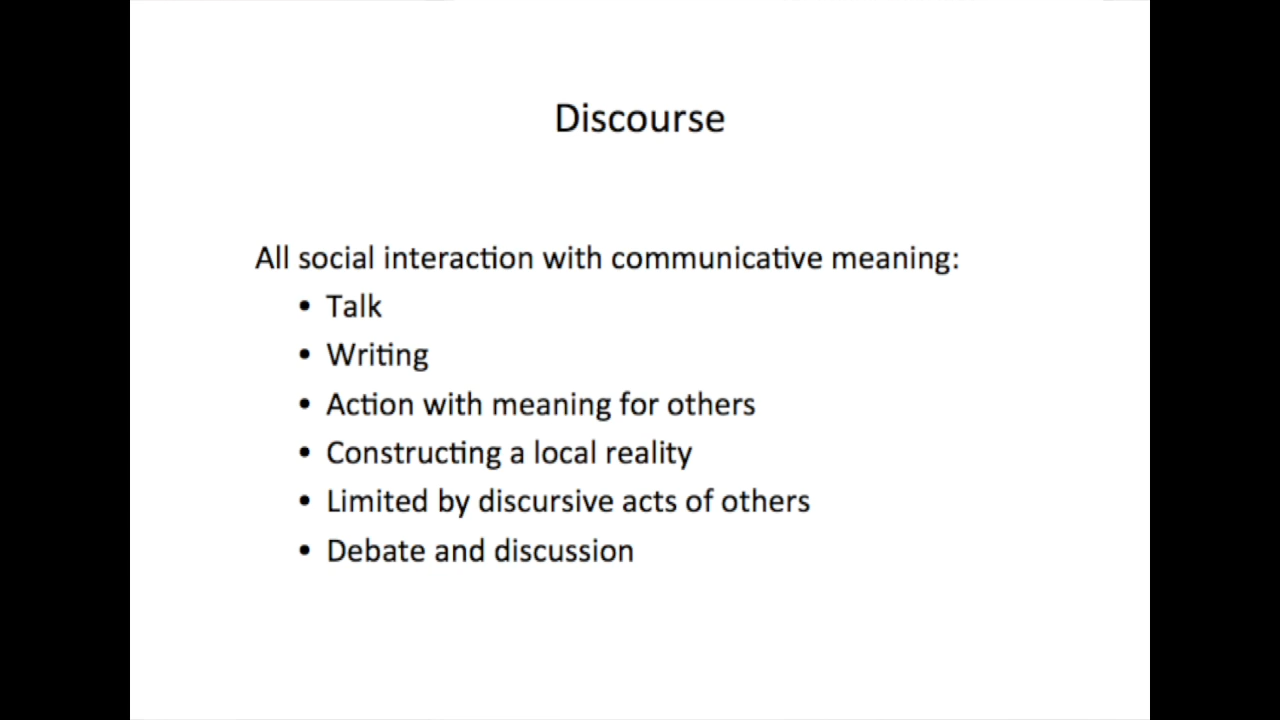 Discourse
All social interaction with communicative meaning:
• Talk
• Writing
• Action with meaning for others
• Constructing a local reality
• Limited by discursive acts of others
• Debate and discussion